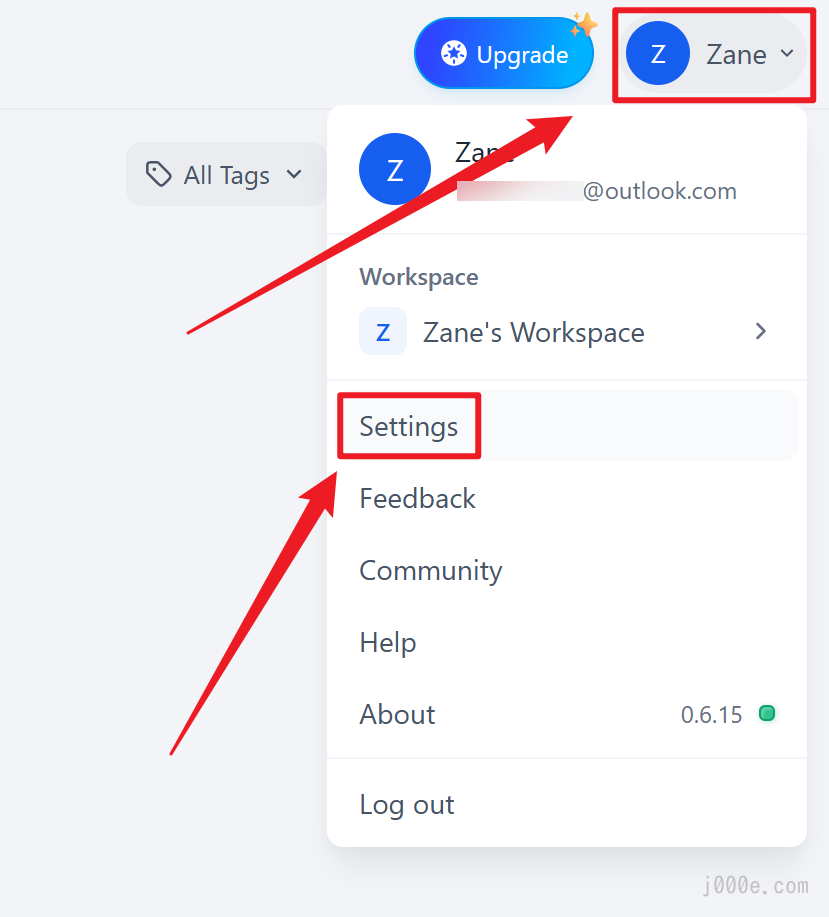 Upgrade
Z Zane
All Tags
Z
Zane
@outlook.com
Workspace
Z Zane's Workspace
Settings
Feedback
Community
Help
About 0.6.15
Log out
j000e.com